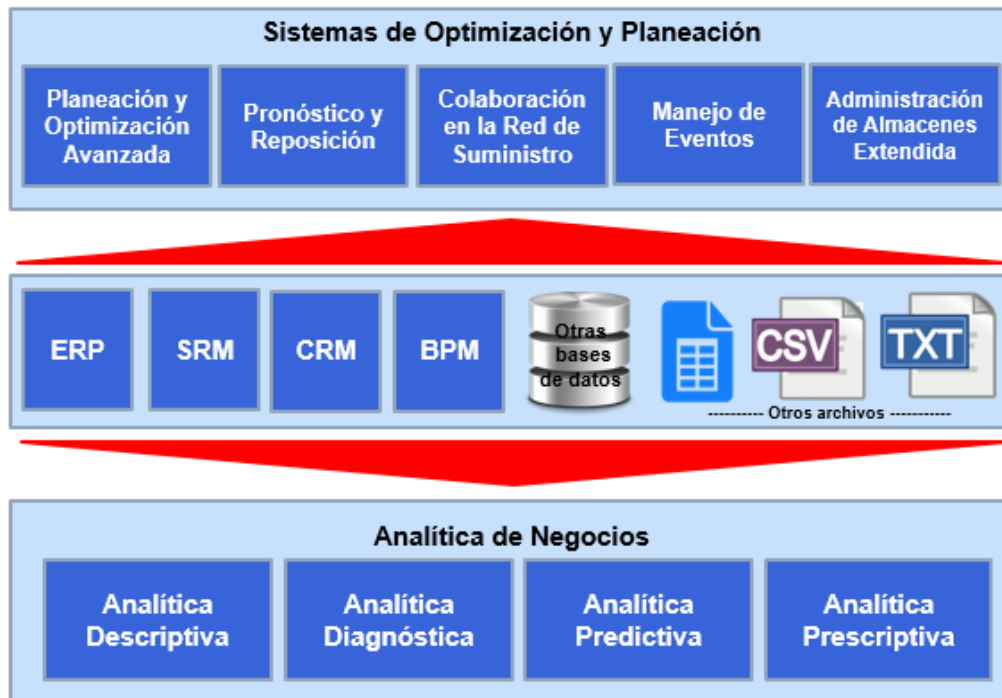 Sistemas de Optimización y Planeación
Planeación y
Optimización
Avanzada
Pronóstico y
Reposición
Colaboración
en la Red de
Suministro
Manejo de
Eventos
Administración
de Almacenes
Extendida
ERP
SRM
CRM
BPM
Otras
bases
de datos
CSV
TXT
---------- Otros archivos -----------
Analítica de Negocios
Analítica
Descriptiva
Analítica
Diagnóstica
Analítica
Predictiva
Analítica
Prescriptiva